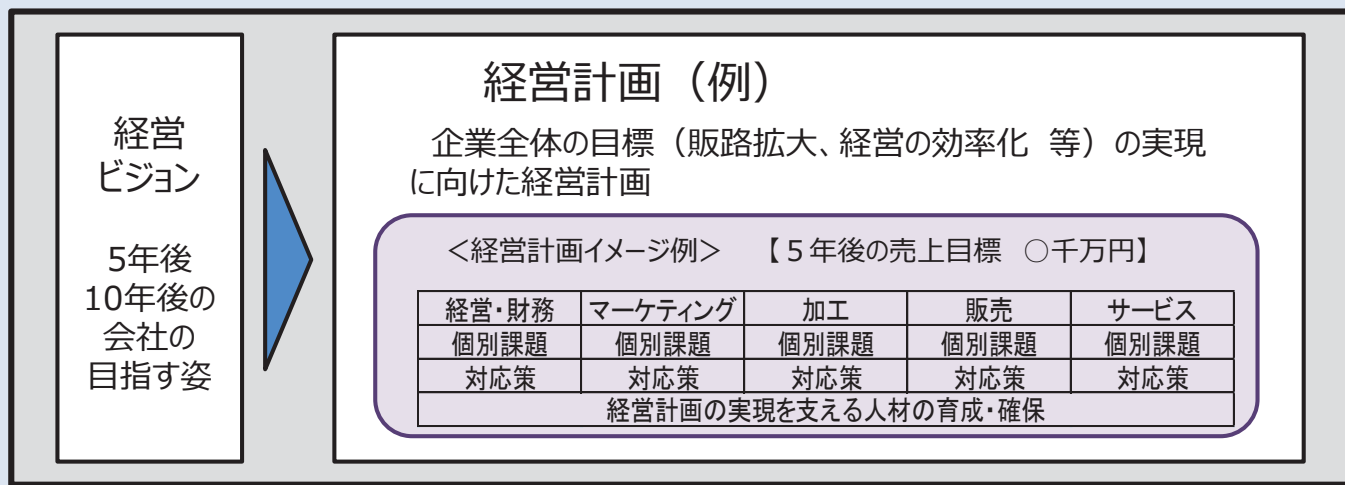 経営
ビジョン
5年後
10年後の
会社の
目指す姿
経営計画（例）
企業全体の目標（販路拡大、経営の効率化 等）の実現
に向けた経営計画
＜経営計画イメージ例＞ 【５年後の売上目標 ○千万円】
経営・財務 マーケティング 加工 販売 サービス
個別課題 個別課題 個別課題 個別課題 個別課題
対応策 対応策 対応策 対応策 対応策
経営計画の実現を支える人材の育成・確保